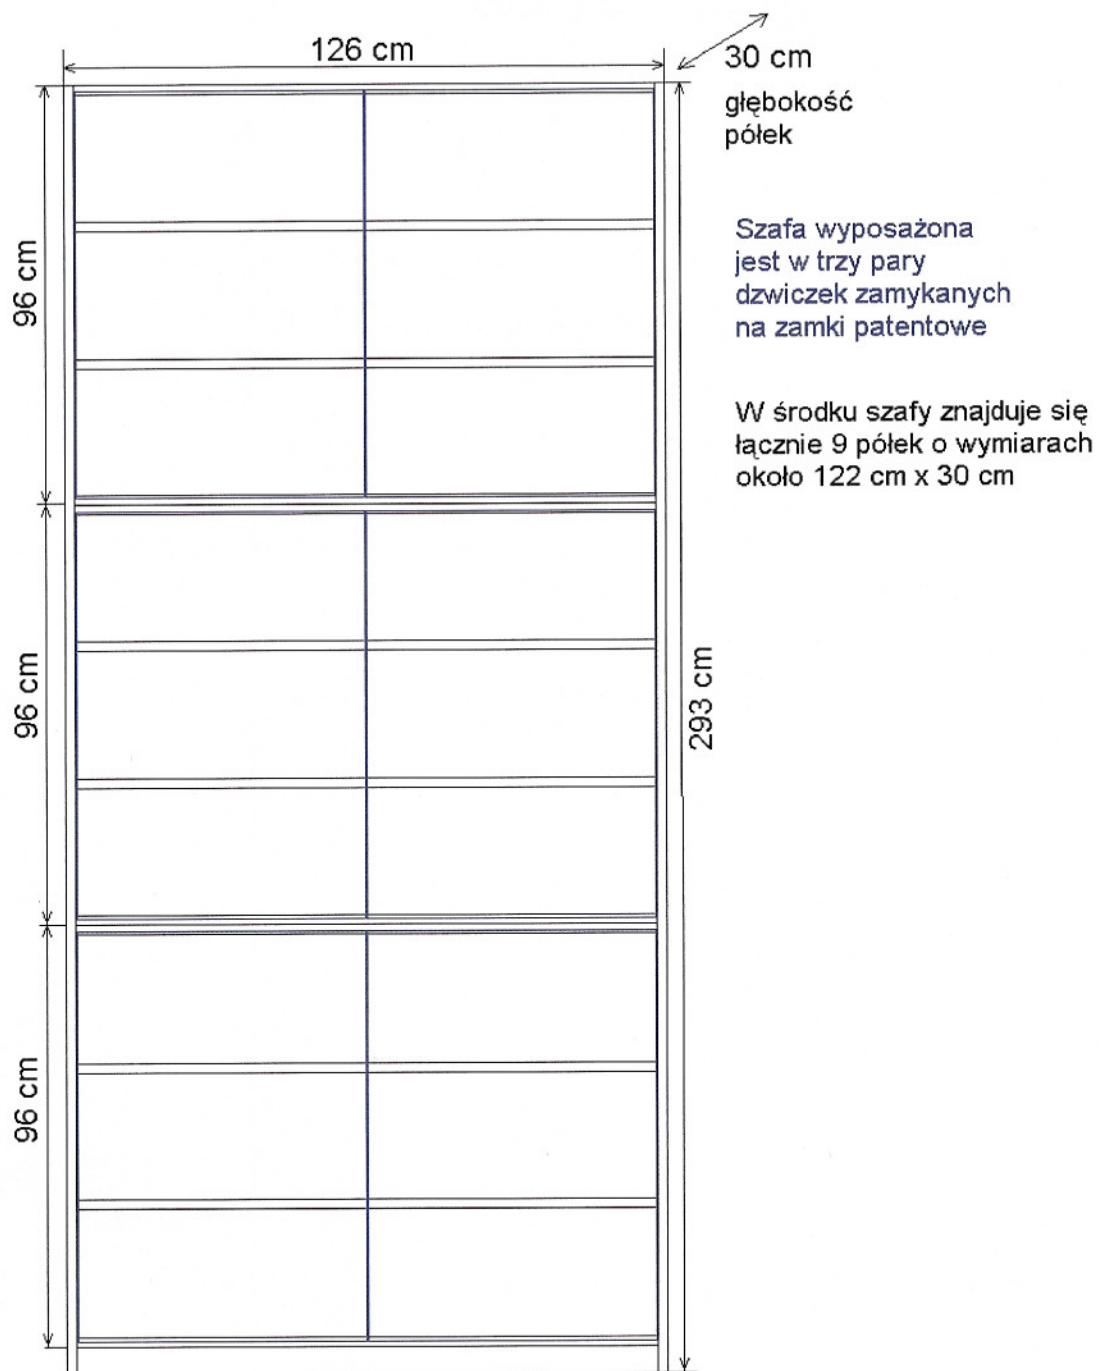 126 cm
30 cm
głębokość
półek
96 cm
Szafa wyposażona
jest w trzy pary
dzwiczek zamykanych
na zamki patentowe
W środku szafy znajduje się
łącznie 9 półek o wymiarach
około 122 cm x 30 cm
96 cm
293 cm
96 cm